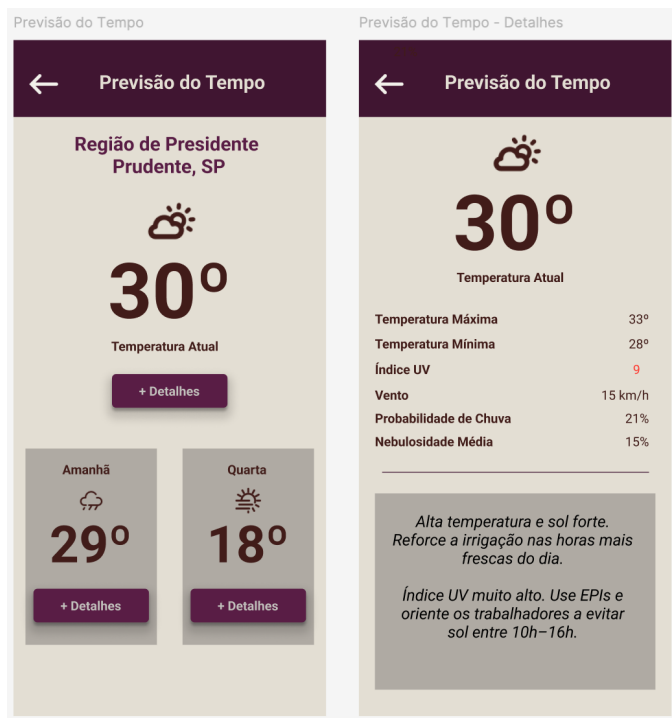 Previsão do Tempo
Previsão do Tempo
Região de Presidente
Prudente, SP
30º
Temperatura Atual
+ Detalhes
Amanhã
29º
+ Detalhes
Quarta
18º
+ Detalhes
Previsão do Tempo - Detalhes
Previsão do Tempo
30º
Temperatura Atual
Temperatura Máxima 33º
Temperatura Mínima 28º
Índice UV 9
Vento 15 km/h
Probabilidade de Chuva 21%
Nebulosidade Média 15%
Alta temperatura e sol forte.
Reforce a irrigação nas horas mais
frescas do dia.
Índice UV muito alto. Use EPIs e
oriente os trabalhadores a evitar
sol entre 10h–16h.